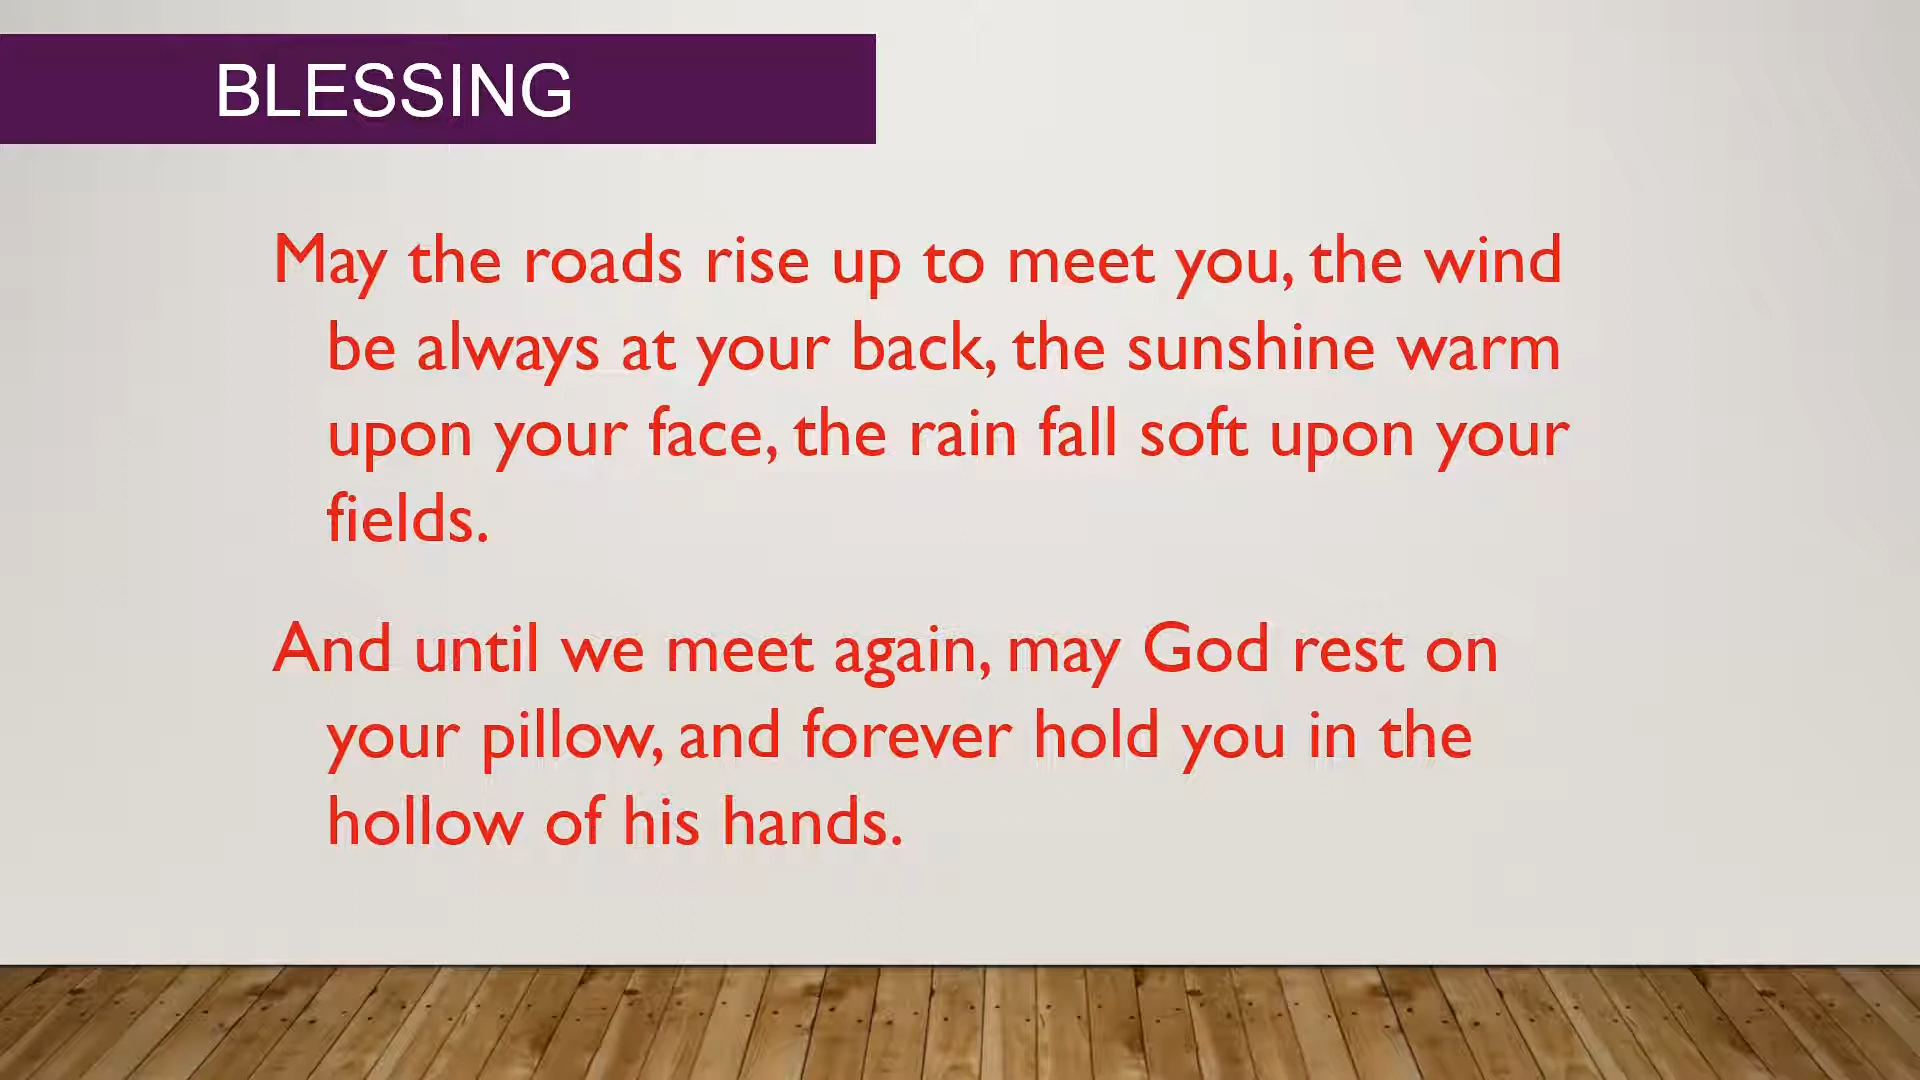 BLESSING
May the roads rise up to meet you, the wind
be always at your back, the sunshine warm
upon your face, the rain fall soft upon your
fields.
And until we meet again, may God rest on
your pillow, and forever hold you in the
hollow of his hands.